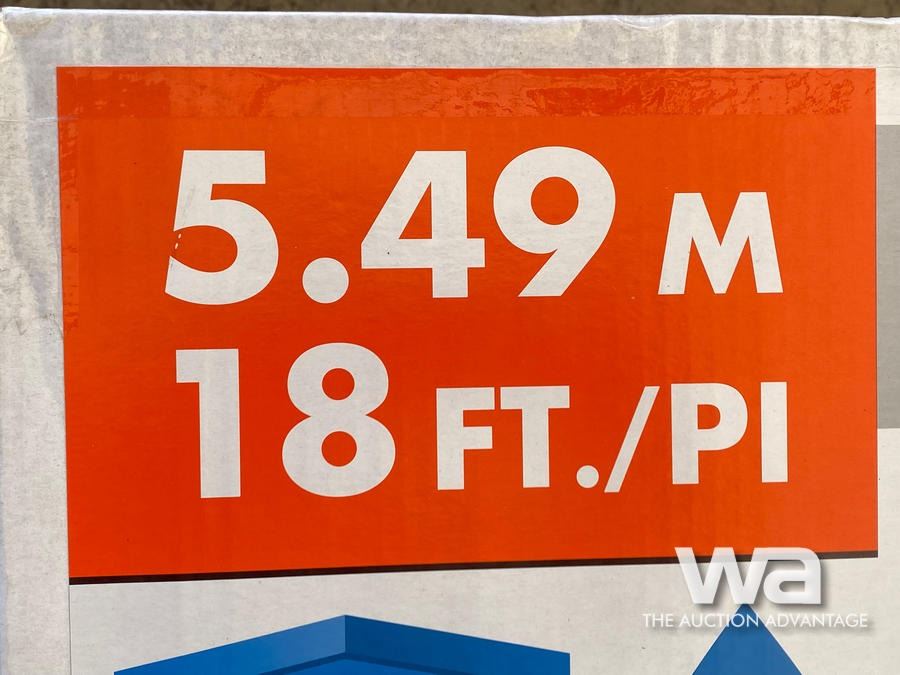 5.49 M
18 FT./PI
wa
THE AUCTION ADVANTAGE